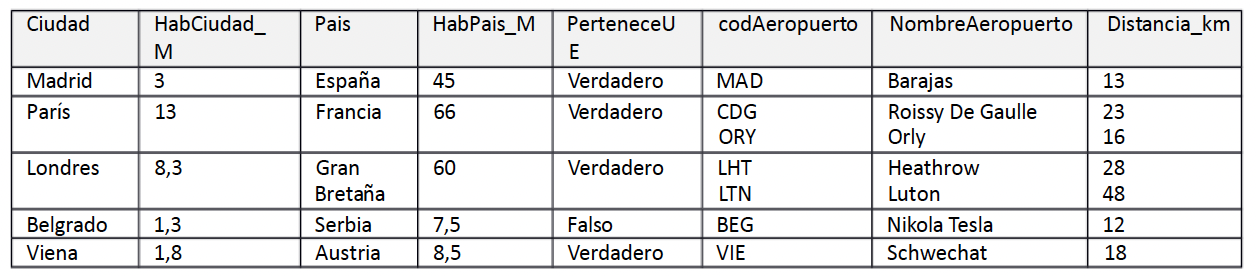 Ciudad HabCiudad_ Pais HabPais_M PerteneceU codAeropuerto NombreAeropuerto Distancia_km
M E
Madrid 3 España 45 Verdadero MAD Barajas 13
París 13 Francia 66 Verdadero CDG Roissy De Gaulle 23
ORY Orly 16
Londres 8,3 Gran 60 Verdadero LHT Heathrow 28
Bretaña LTN Luton 48
Belgrado 1,3 Serbia 7,5 Falso BEG Nikola Tesla 12
Viena 1,8 Austria 8,5 Verdadero VIE Schwechat 18